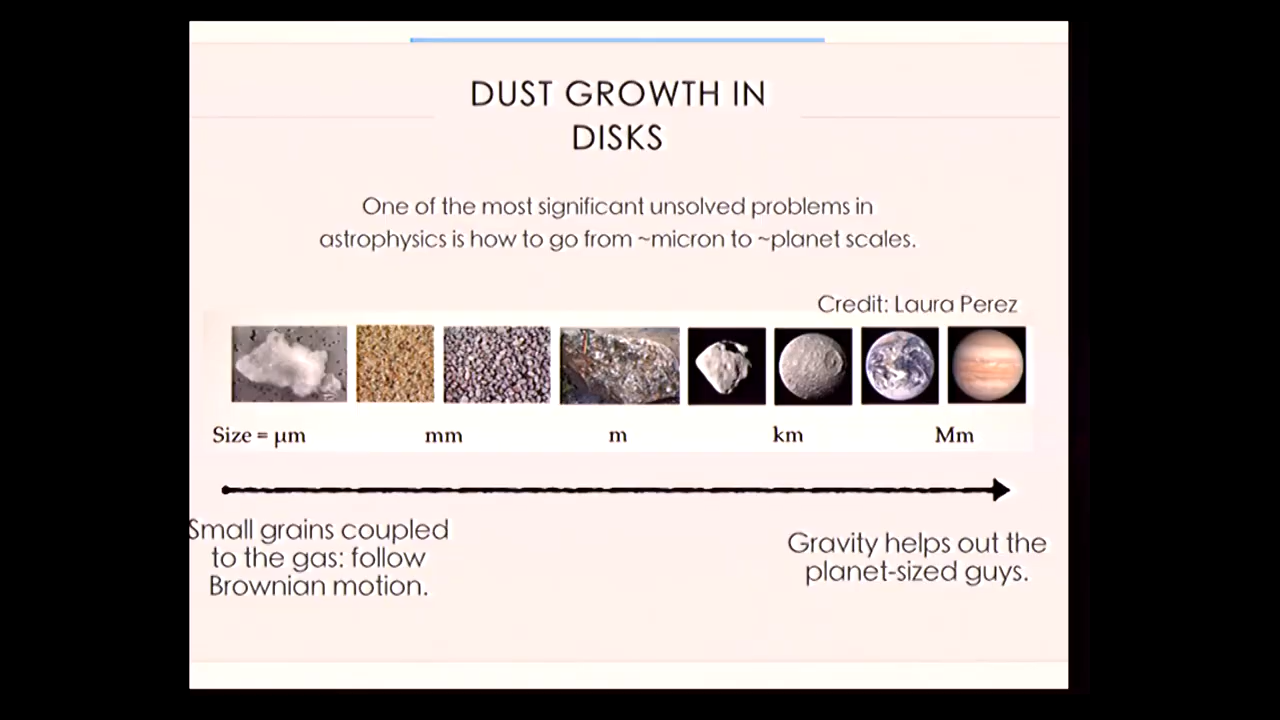 DUST GROWTH IN
DISKS
One of the most significant unsolved problems in
astrophysics is how to go from ~micron to ~planet scales.
Credit: Laura Perez
Size = μm mm m km Mm
Small grains coupled
to the gas: follow
Brownian motion.
Gravity helps out the
planet-sized guys.